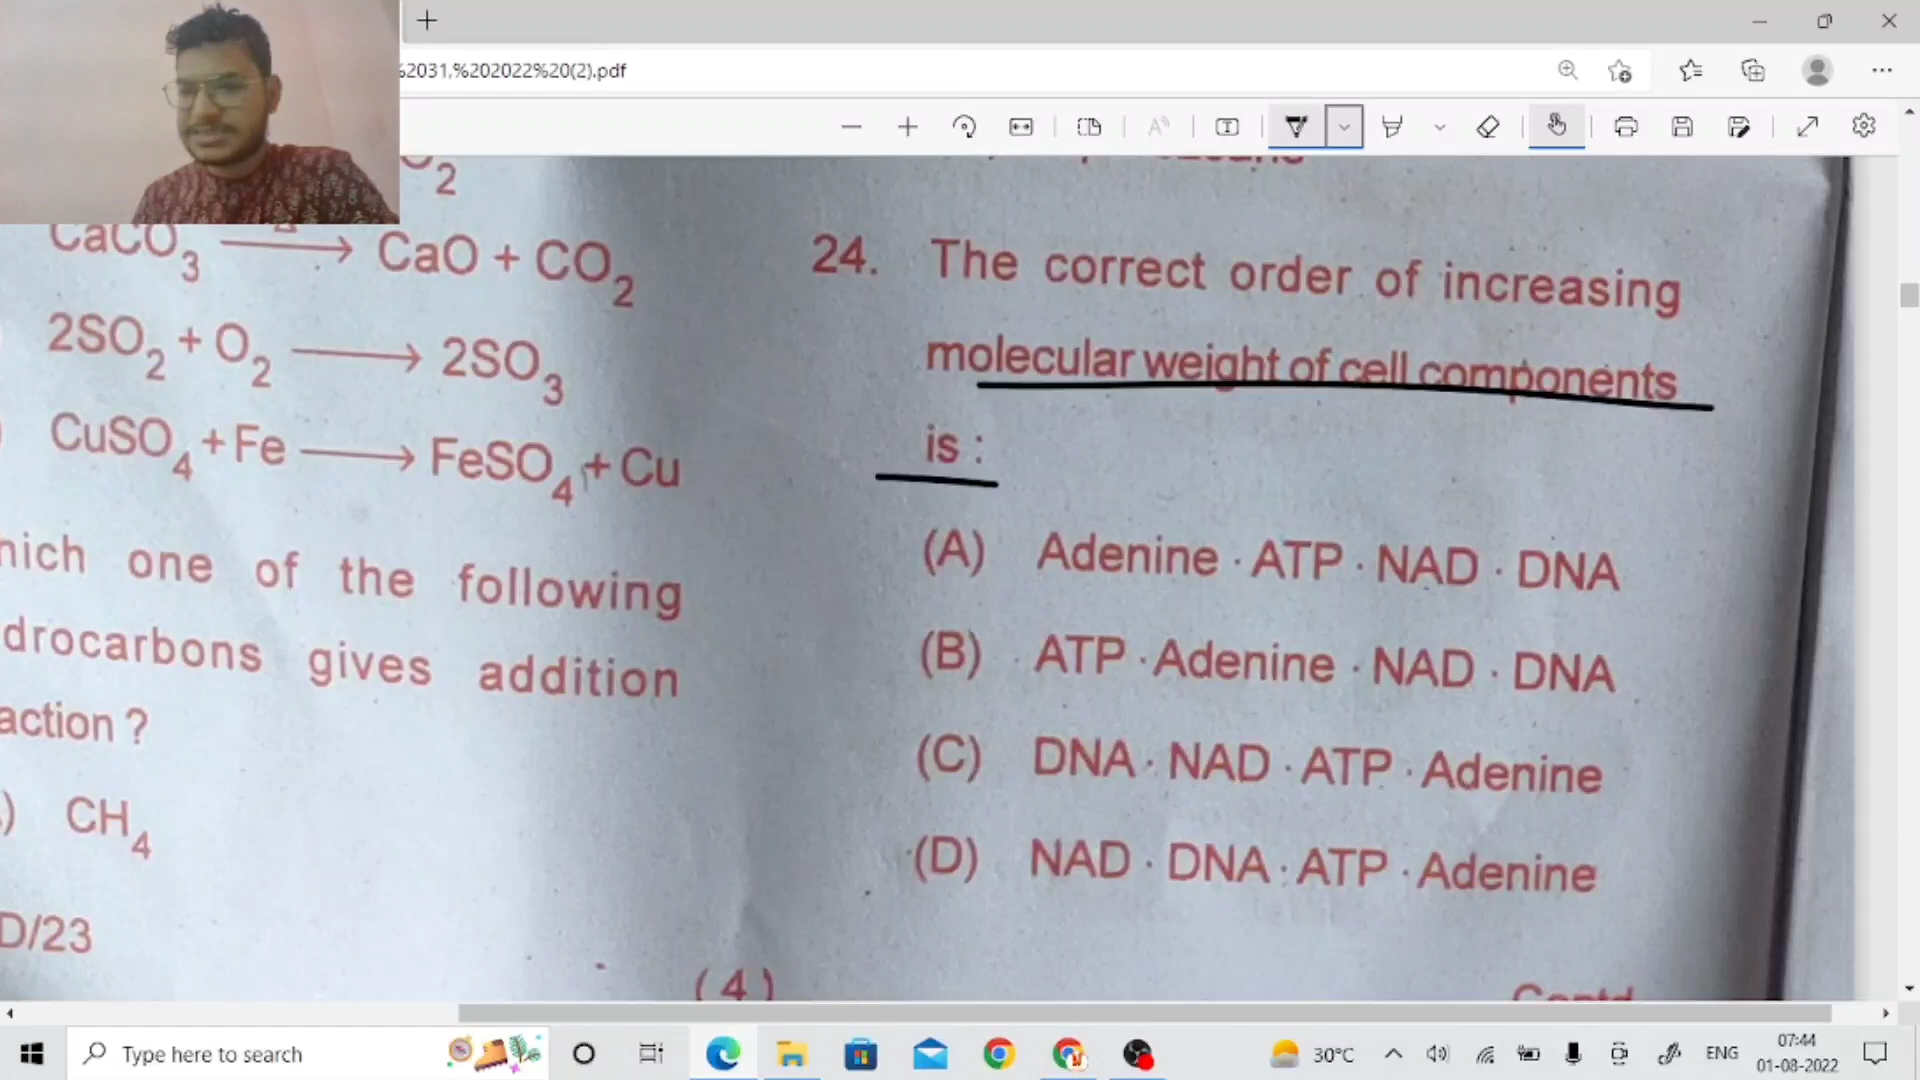 %2031,%202022%20(2).pdf
O2
CaCO3 ⟶ CaO + CO2
2SO2 + O2 ⟶ 2SO3
CuSO4 + Fe ⟶ FeSO4 + Cu
hich one of the following
drocarbons gives addition
action ?
) CH4
D/23
24. The correct order of increasing
molecular weight of cell components
is :
(A) Adenine · ATP · NAD · DNA
(B) ATP · Adenine · NAD · DNA
(C) DNA · NAD · ATP · Adenine
(D) NAD · DNA · ATP · Adenine
( 4 )
Contd
Type here to search
30°C
ENG
07:44
01-08-2022